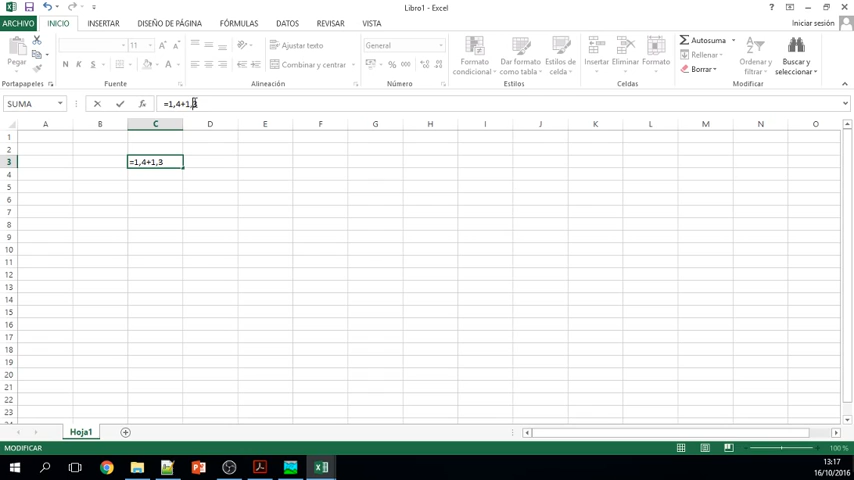 Libro1 - Excel
ARCHIVO INICIO INSERTAR DISEÑO DE PÁGINA FÓRMULAS DATOS REVISAR VISTA Iniciar sesión
Pegar
11 A A
N K S
Portapapeles Fuente
Ajustar texto
Combinar y centrar
Alineación
General
% 000
Número
Formato condicional
Dar formato como tabla
Estilos de celda
Estilos
Insertar Eliminar Formato
Celdas
Autosuma
Rellenar
Borrar
Ordenar y filtrar
Buscar y seleccionar
Modificar
SUMA fx =1,4+1,3
A B C D E F G H I J K L M N O
1
2
3 =1,4+1,3
4
5
6
7
8
9
10
11
12
13
14
15
16
17
18
19
20
21
22
23
Hoja1
MODIFICAR 100 %
13:17
16/10/2016